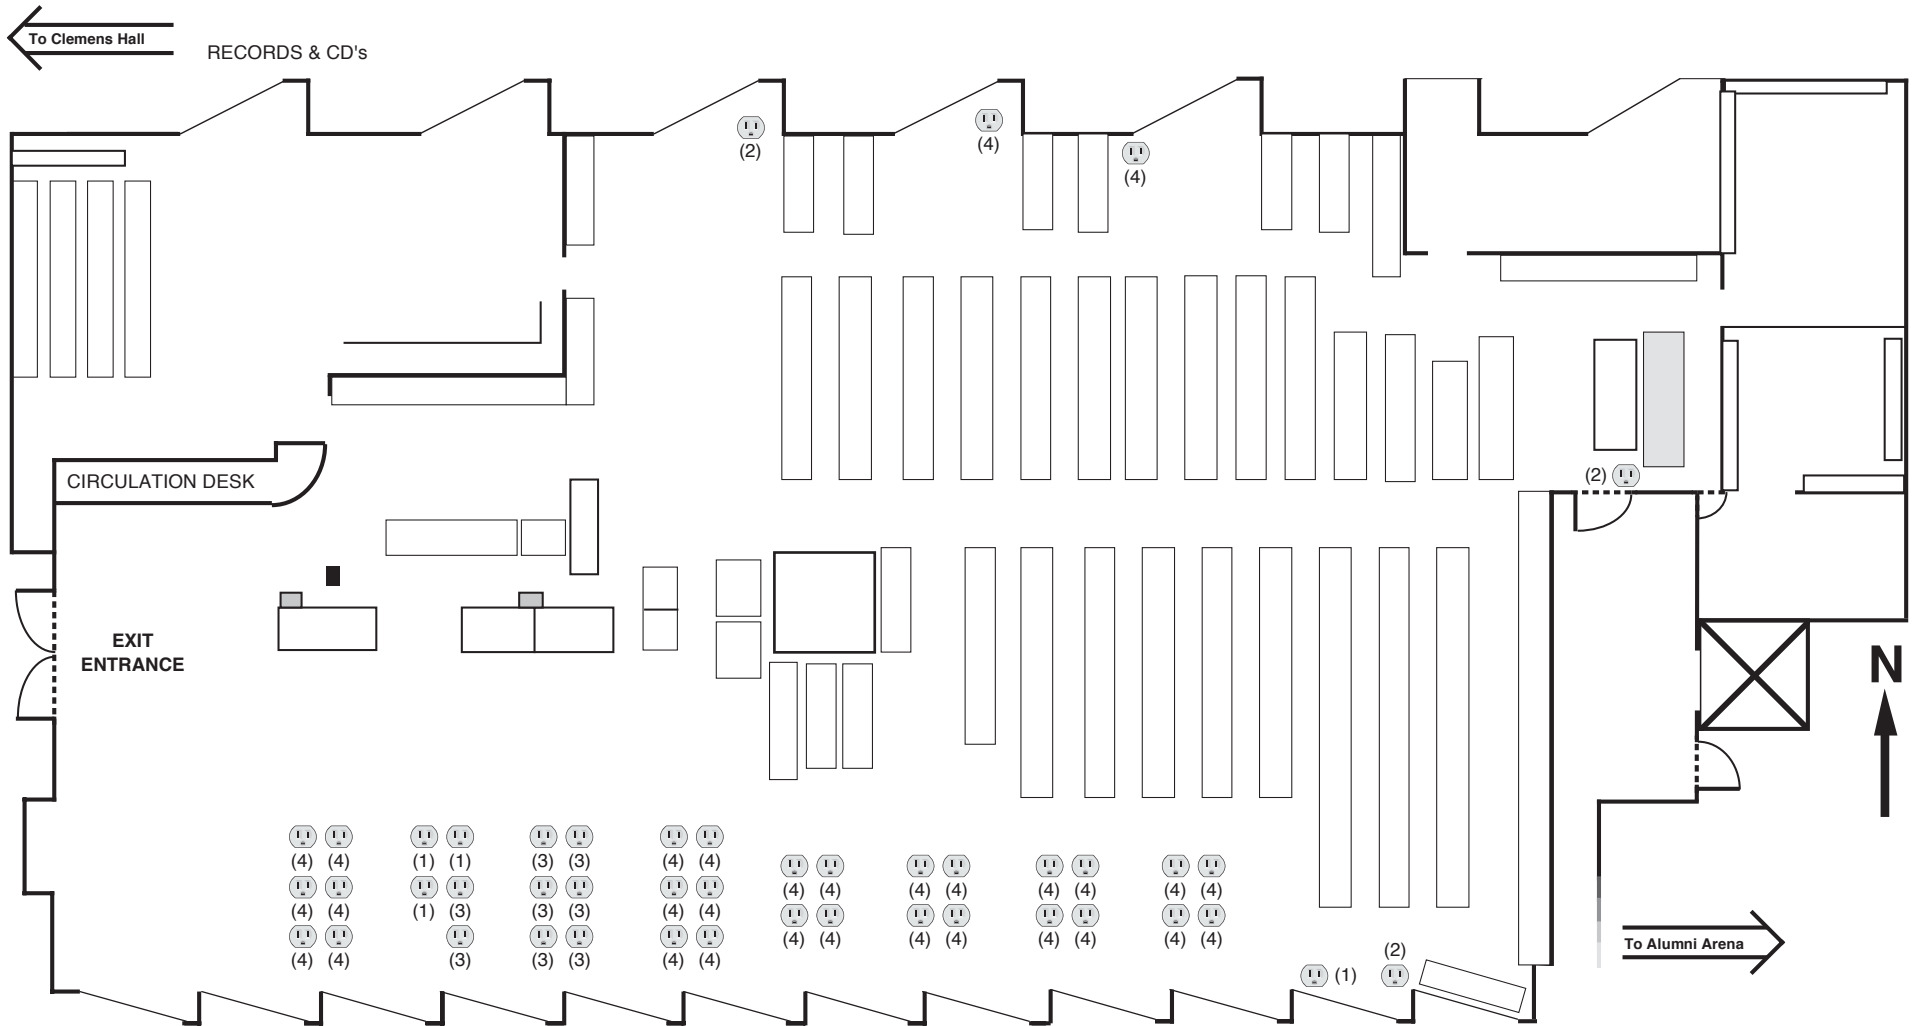 To Clemens Hall
RECORDS & CD's
(2)
(4)
(4)
CIRCULATION DESK
(2)
EXIT
ENTRANCE
N
(4) (4) (1) (1) (3) (3) (4) (4)
(4) (4) (4) (4) (4) (4) (4) (4)
(4) (4) (1) (3) (3) (3) (4) (4)
(4) (4) (4) (4) (4) (4) (4) (4)
(4) (4) (3) (3) (3) (4) (4)
To Alumni Arena
(2)
(1)